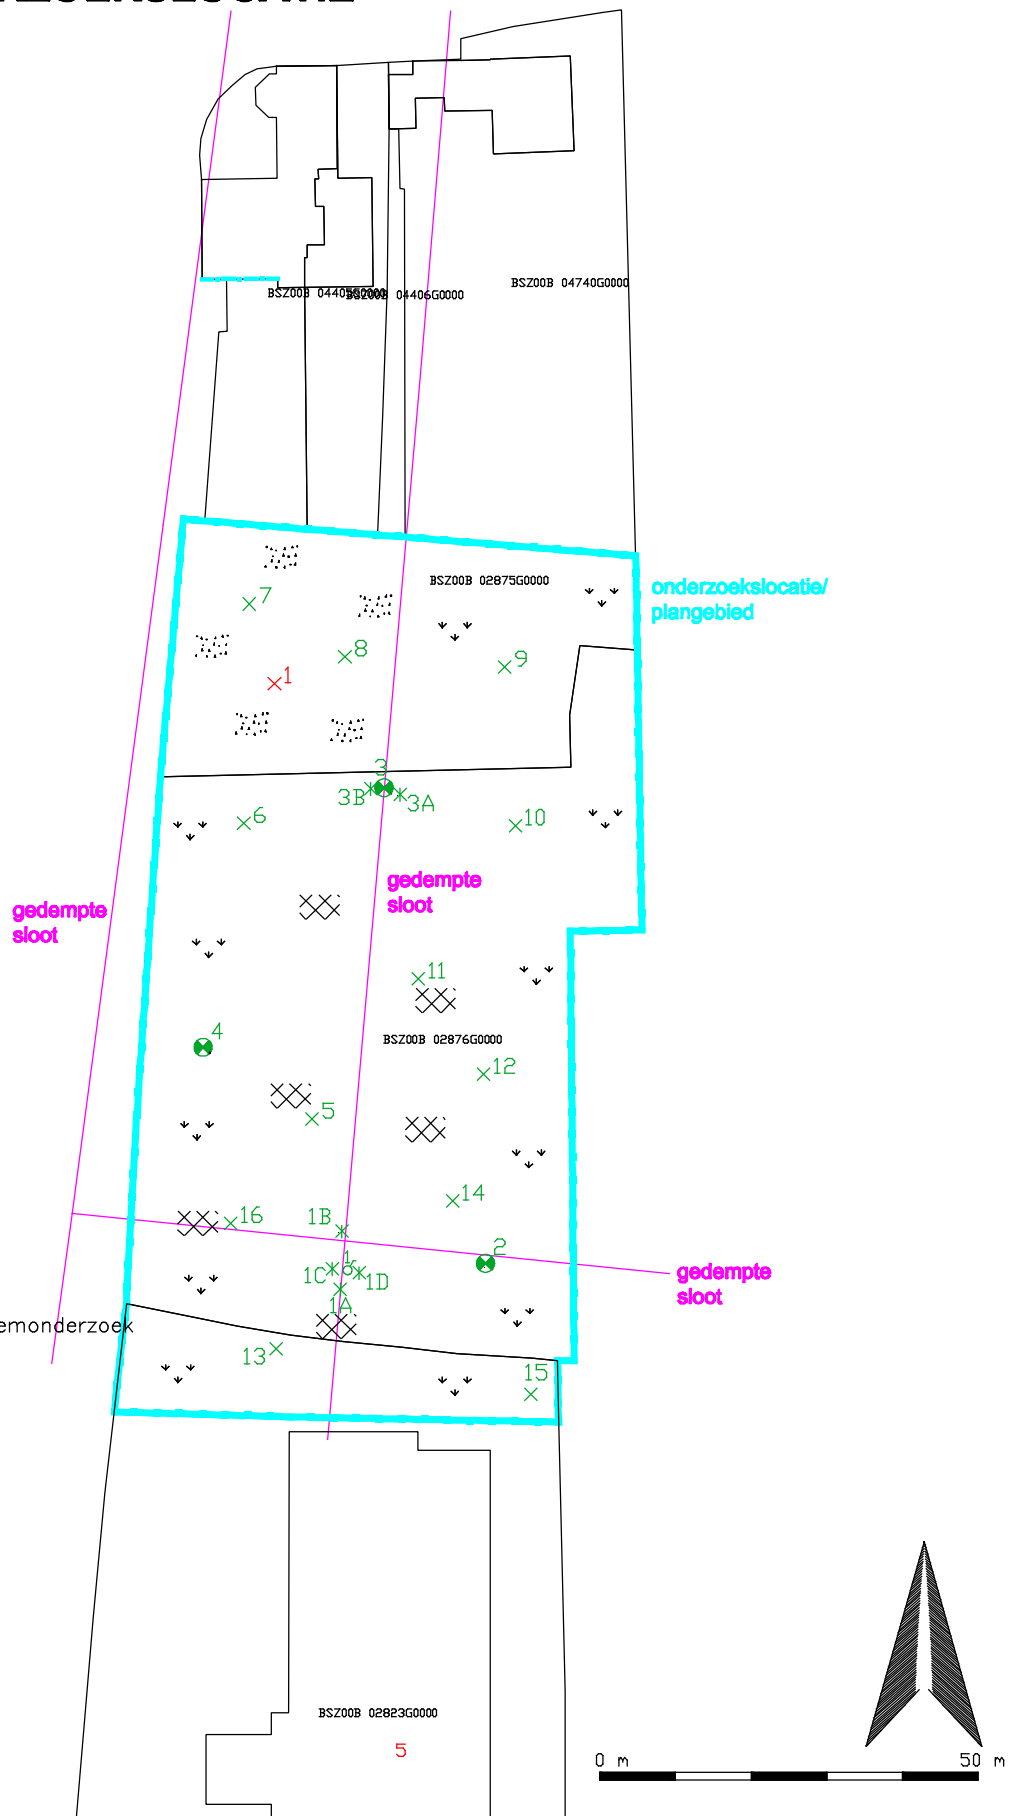 BSZ00B 04406G0000
BSZ00B 04740G0000
BSZ00B 02875G0000
onderzoekslocatie/
plangebied
7
8
9
1
3
3B
3A
6
10
gedempte
sloot
gedempte
sloot
11
4
BSZ00B 02876G0000
12
5
14
16
1B
2
1
1C
1D
1A
gedempte
sloot
emonderzoek
13
15
BSZ00B 02823G0000
5
0 m
50 m